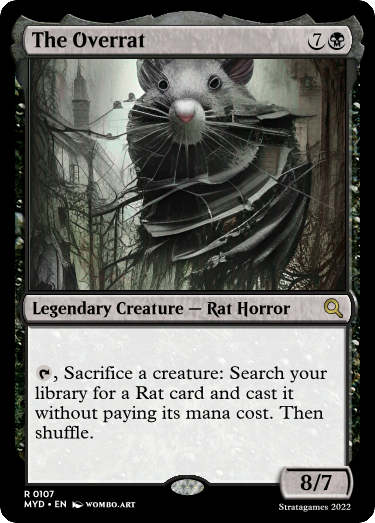 The Overrat 7
Legendary Creature — Rat Horror
, Sacrifice a creature: Search your
library for a Rat card and cast it
without paying its mana cost. Then
shuffle.
8/7
R 0107
MYD • EN WOMBO.ART
Stratagames 2022